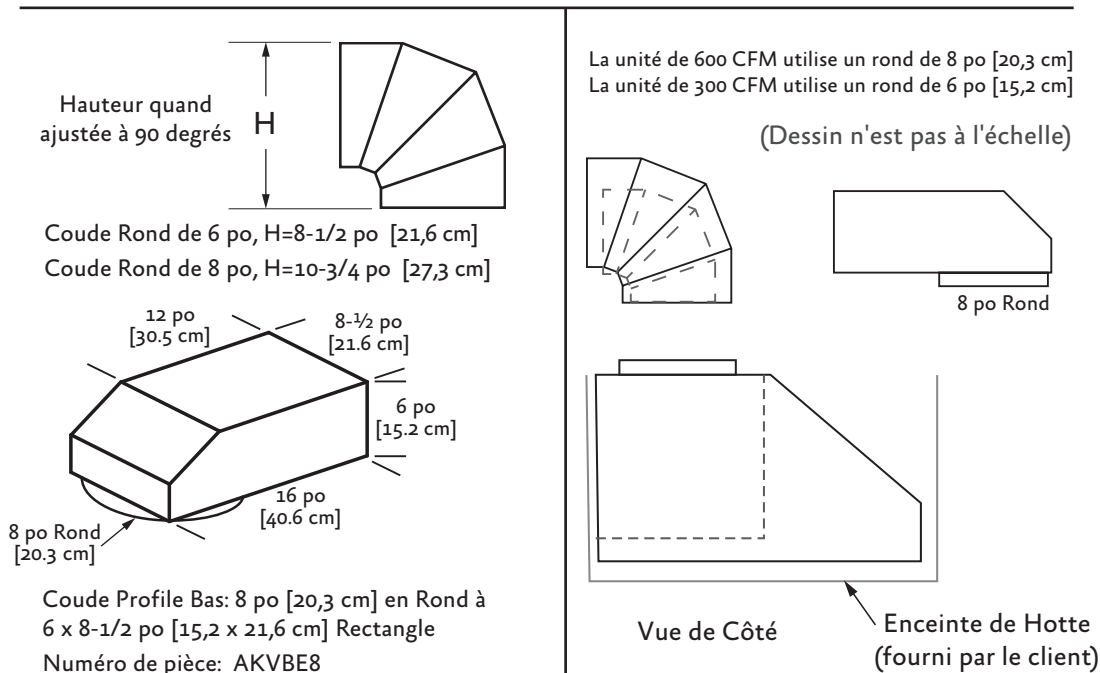 Hauteur quand
ajustée à 90 degrés
H
Coude Rond de 6 po, H=8-1/2 po [21,6 cm]
Coude Rond de 8 po, H=10-3/4 po [27,3 cm]
12 po
[30.5 cm]
8-½ po
[21.6 cm]
6 po
[15.2 cm]
16 po
[40.6 cm]
8 po Rond
[20.3 cm]
Coude Profile Bas: 8 po [20,3 cm] en Rond à
6 x 8-1/2 po [15,2 x 21,6 cm] Rectangle
Numéro de pièce: AKVBE8
La unité de 600 CFM utilise un rond de 8 po [20,3 cm]
La unité de 300 CFM utilise un rond de 6 po [15,2 cm]
(Dessin n'est pas à l'échelle)
8 po Rond
Vue de Côté
Enceinte de Hotte
(fourni par le client)